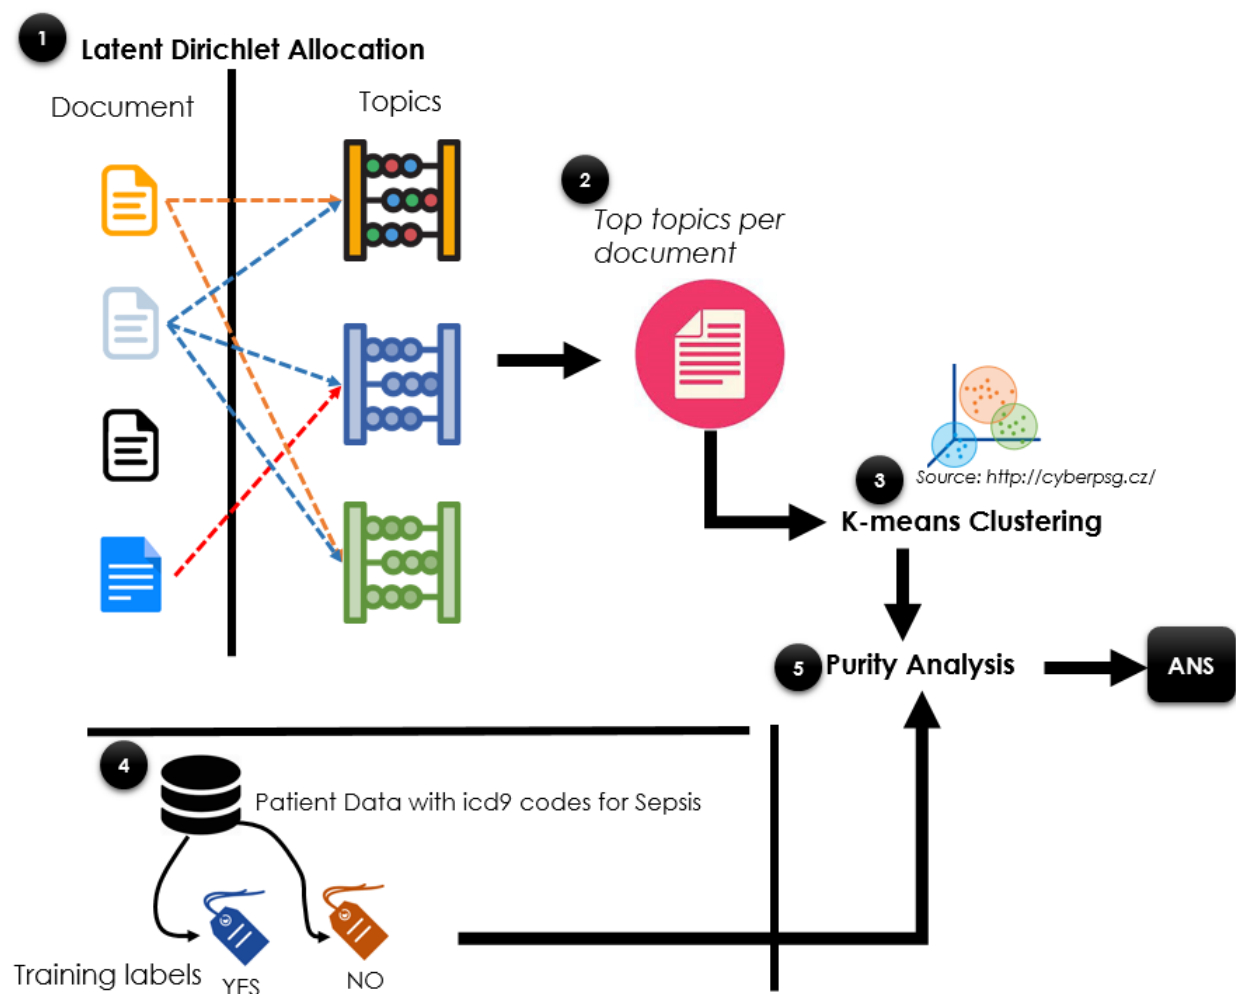 1
Latent Dirichlet Allocation
Document
Topics
2
Top topics per
document
3
Source: http://cyberpsg.cz/
K-means Clustering
5
Purity Analysis
ANS
4
Patient Data with icd9 codes for Sepsis
Training labels
YES
NO